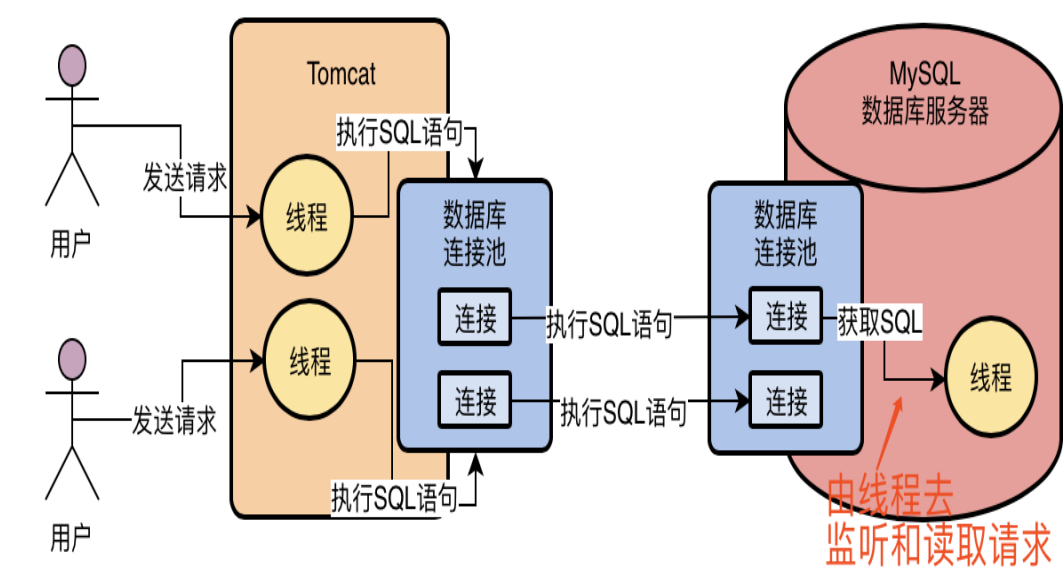 Tomcat
MySQL
数据库服务器
执行SQL语句
发送请求
线程
用户
数据库
连接池
数据库
连接池
连接
执行SQL语句
连接
获取SQL
线程
线程
连接
执行SQL语句
连接
发送请求
执行SQL语句
用户
由线程去
监听和读取请求